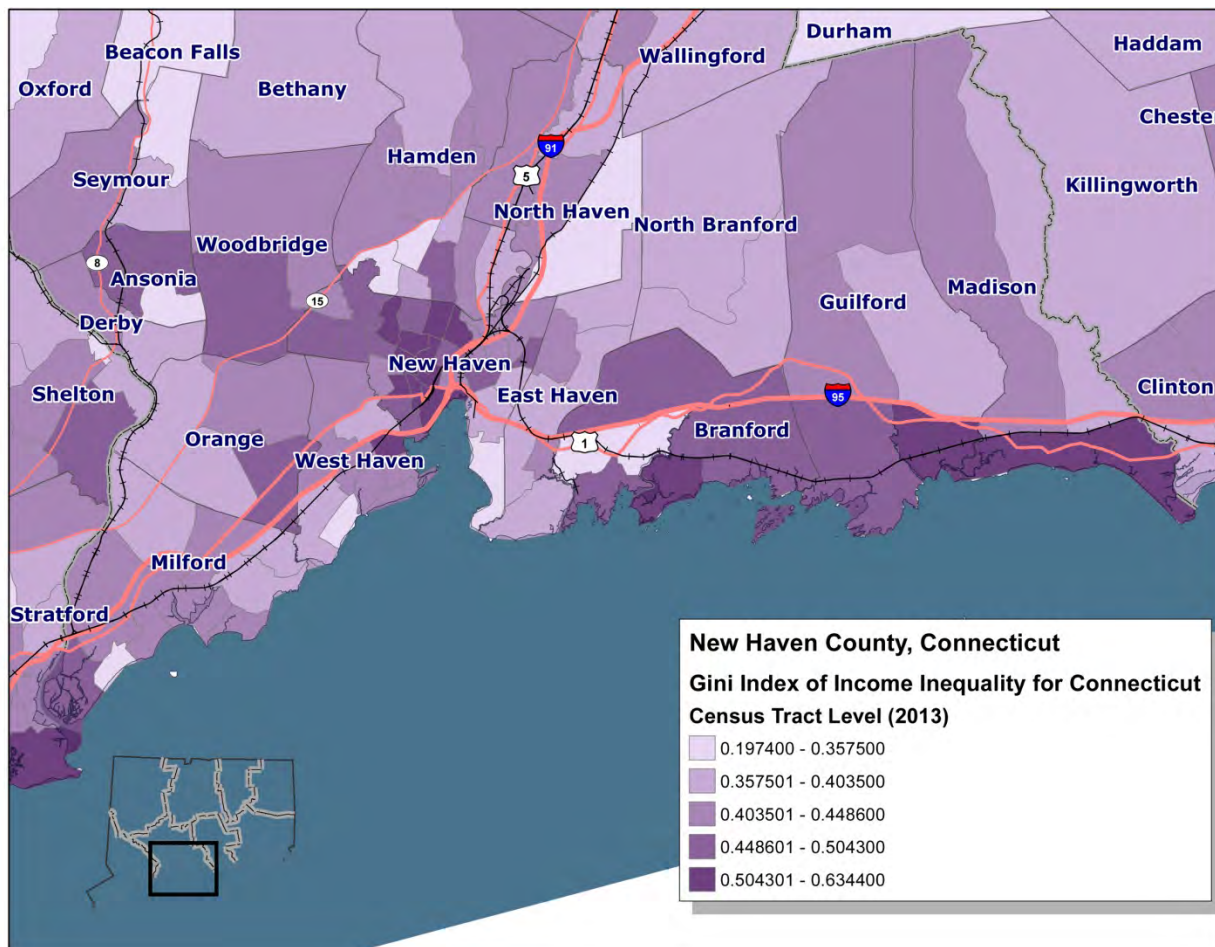 Durham
Beacon Falls
Wallingford
Haddam
Oxford
Bethany
Chester
91
Hamden
5
Seymour
Killingworth
North Haven
North Branford
Woodbridge
8
Ansonia
Madison
15
Guilford
Derby
New Haven
East Haven
Clinton
Shelton
95
Orange
Branford
1
West Haven
Milford
Stratford
New Haven County, Connecticut
Gini Index of Income Inequality for Connecticut
Census Tract Level (2013)
0.197400 - 0.357500
0.357501 - 0.403500
0.403501 - 0.448600
0.448601 - 0.504300
0.504301 - 0.634400